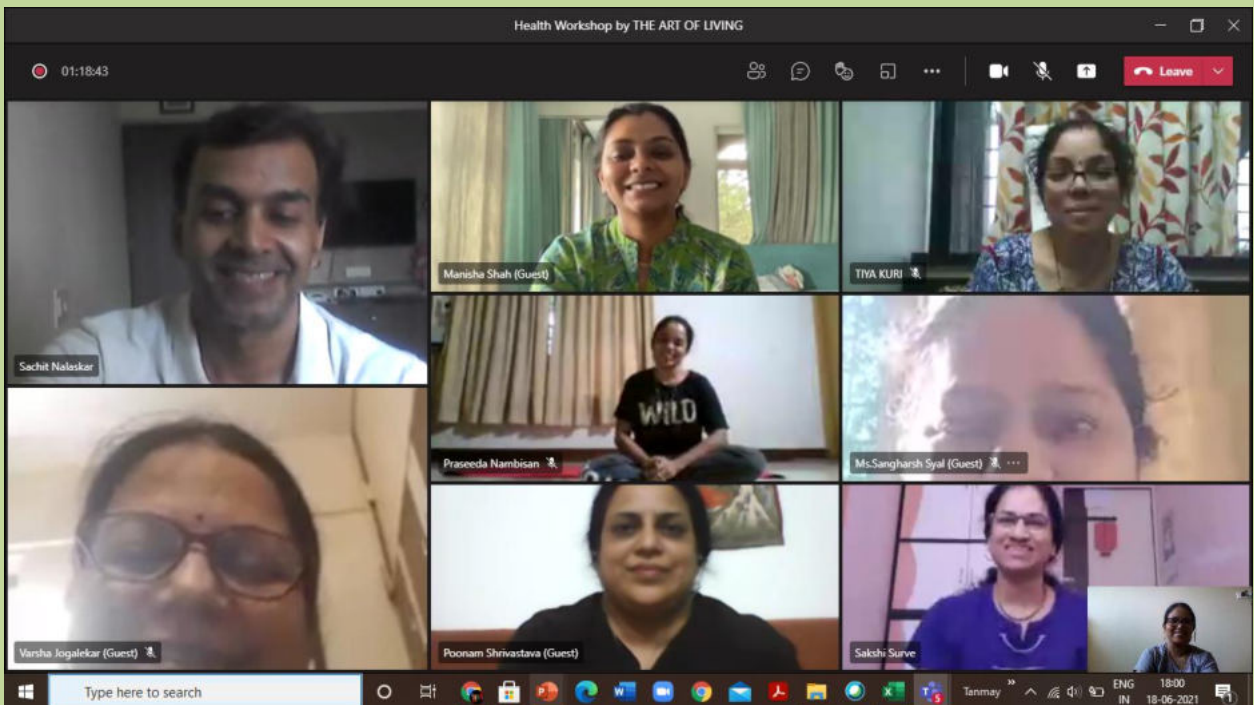 Health Workshop by THE ART OF LIVING
01:18:43
Leave
Manisha Shah (Guest)
TIYA KURI
Sachit Nalaskar
WILD
Praseeda Nambisan
Ms.Sangharsh Syal (Guest)
Varsha Jogalekar (Guest)
Poonam Shrivastava (Guest)
Sakshi Surve
Type here to search
Tanmay
ENG
IN
18:00
18-06-2021